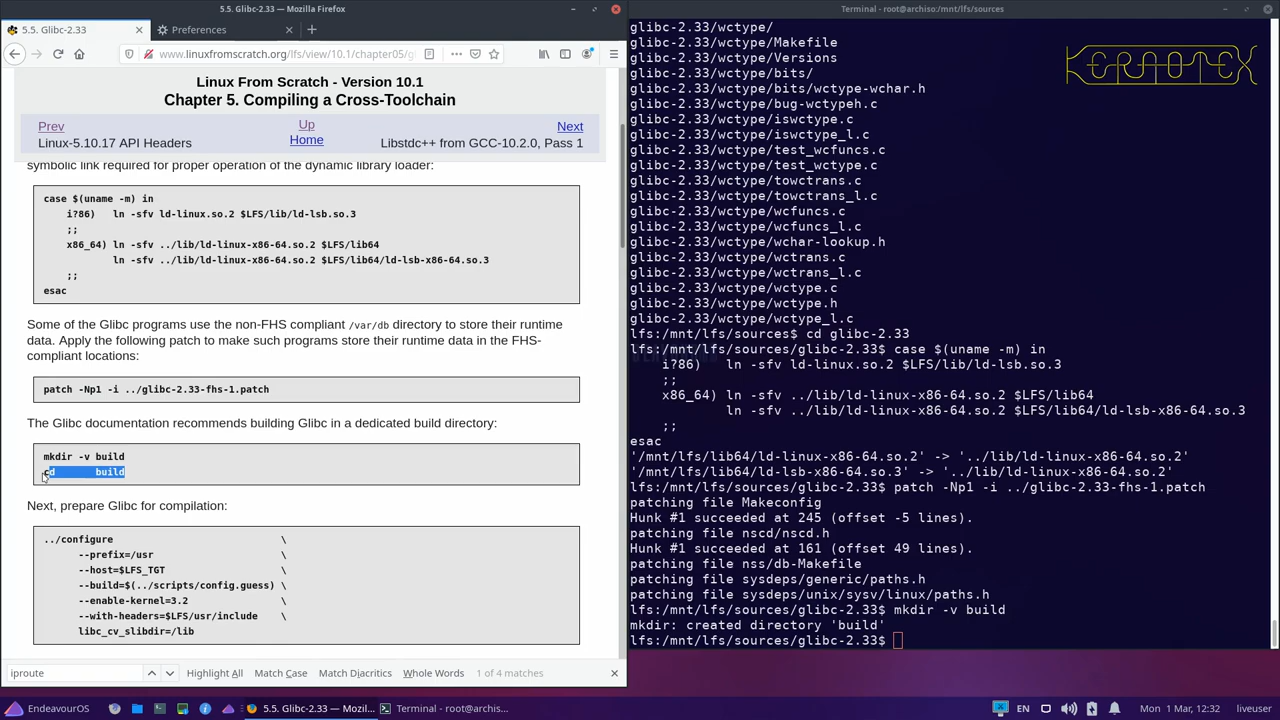 5.5. Glibc-2.33 — Mozilla Firefox
5.5. Glibc-2.33
Preferences
www.linuxfromscratch.org/lfs/view/10.1/chapter05/g
Linux From Scratch - Version 10.1
Chapter 5. Compiling a Cross-Toolchain
Prev
Up
Next
Linux-5.10.17 API Headers
Home
Libstdc++ from GCC-10.2.0, Pass 1
symbolic link required for proper operation of the dynamic library loader:
case $(uname -m) in
i?86) ln -sfv ld-linux.so.2 $LFS/lib/ld-lsb.so.3
;;
x86_64) ln -sfv ../lib/ld-linux-x86-64.so.2 $LFS/lib64
ln -sfv ../lib/ld-linux-x86-64.so.2 $LFS/lib64/ld-lsb-x86-64.so.3
;;
esac
Some of the Glibc programs use the non-FHS compliant /var/db directory to store their runtime
data. Apply the following patch to make such programs store their runtime data in the FHS-
compliant locations:
patch -Np1 -i ../glibc-2.33-fhs-1.patch
The Glibc documentation recommends building Glibc in a dedicated build directory:
mkdir -v build
cd build
Next, prepare Glibc for compilation:
../configure \
--prefix=/usr \
--host=$LFS_TGT \
--build=$(../scripts/config.guess) \
--enable-kernel=3.2 \
--with-headers=$LFS/usr/include \
libc_cv_slibdir=/lib
iproute
Highlight All
Match Case
Match Diacritics
Whole Words
1 of 4 matches
Terminal - root@archiso:/mnt/lfs/sources
KERNOTEX
glibc-2.33/wctype/
glibc-2.33/wctype/Makefile
glibc-2.33/wctype/Versions
glibc-2.33/wctype/bits/
glibc-2.33/wctype/bits/wctype-wchar.h
glibc-2.33/wctype/bug-wctypeh.c
glibc-2.33/wctype/iswctype.c
glibc-2.33/wctype/iswctype_l.c
glibc-2.33/wctype/test_wcfuncs.c
glibc-2.33/wctype/test_wctype.c
glibc-2.33/wctype/towctrans.c
glibc-2.33/wctype/towctrans_l.c
glibc-2.33/wctype/wcfuncs.c
glibc-2.33/wctype/wcfuncs_l.c
glibc-2.33/wctype/wchar-lookup.h
glibc-2.33/wctype/wctrans.c
glibc-2.33/wctype/wctrans_l.c
glibc-2.33/wctype/wctype.c
glibc-2.33/wctype/wctype.h
glibc-2.33/wctype/wctype_l.c
lfs:/mnt/lfs/sources$ cd glibc-2.33
lfs:/mnt/lfs/sources/glibc-2.33$ case $(uname -m) in
i?86) ln -sfv ld-linux.so.2 $LFS/lib/ld-lsb.so.3
;;
x86_64) ln -sfv ../lib/ld-linux-x86-64.so.2 $LFS/lib64
ln -sfv ../lib/ld-linux-x86-64.so.2 $LFS/lib64/ld-lsb-x86-64.so.3
;;
esac
'/mnt/lfs/lib64/ld-linux-x86-64.so.2' -> '../lib/ld-linux-x86-64.so.2'
'/mnt/lfs/lib64/ld-lsb-x86-64.so.3' -> '../lib/ld-linux-x86-64.so.2'
lfs:/mnt/lfs/sources/glibc-2.33$ patch -Np1 -i ../glibc-2.33-fhs-1.patch
patching file Makeconfig
Hunk #1 succeeded at 245 (offset -5 lines).
patching file nscd/nscd.h
Hunk #1 succeeded at 161 (offset 49 lines).
patching file nss/db-Makefile
patching file sysdeps/generic/paths.h
patching file sysdeps/unix/sysv/linux/paths.h
lfs:/mnt/lfs/sources/glibc-2.33$ mkdir -v build
mkdir: created directory 'build'
lfs:/mnt/lfs/sources/glibc-2.33$
EndeavourOS
5.5. Glibc-2.33 — Mozil...
Terminal - root@archis...
EN
Mon 1 Mar, 12:32
liveuser